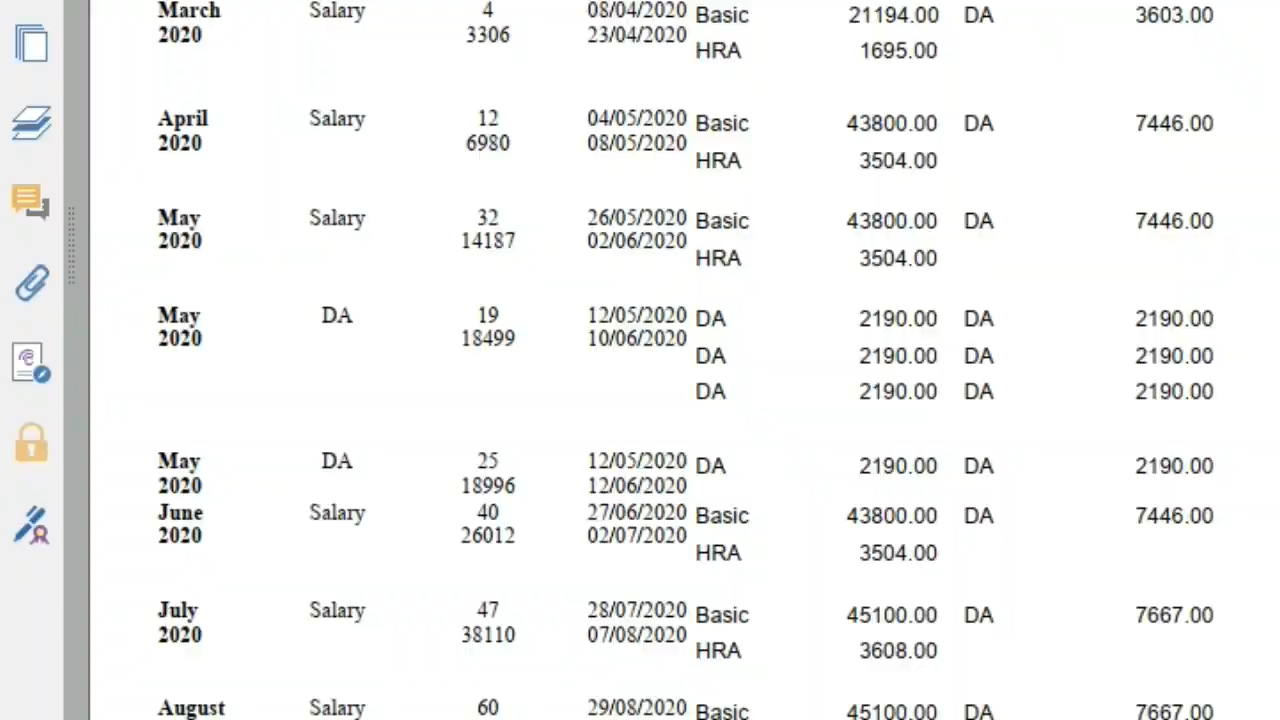 March Salary 4 08/04/2020 Basic 21194.00 DA 3603.00
2020 3306 23/04/2020
HRA 1695.00
April Salary 12 04/05/2020 Basic 43800.00 DA 7446.00
2020 6980 08/05/2020
HRA 3504.00
May Salary 32 26/05/2020 Basic 43800.00 DA 7446.00
2020 14187 02/06/2020
HRA 3504.00
May DA 19 12/05/2020 DA 2190.00 DA 2190.00
2020 18499 10/06/2020
DA 2190.00 DA 2190.00
DA 2190.00 DA 2190.00
May DA 25 12/05/2020 DA 2190.00 DA 2190.00
2020 18996 12/06/2020
June Salary 40 27/06/2020 Basic 43800.00 DA 7446.00
2020 26012 02/07/2020
HRA 3504.00
July Salary 47 28/07/2020 Basic 45100.00 DA 7667.00
2020 38110 07/08/2020
HRA 3608.00
August Salary 60 29/08/2020 Basic 45100.00 DA 7667.00